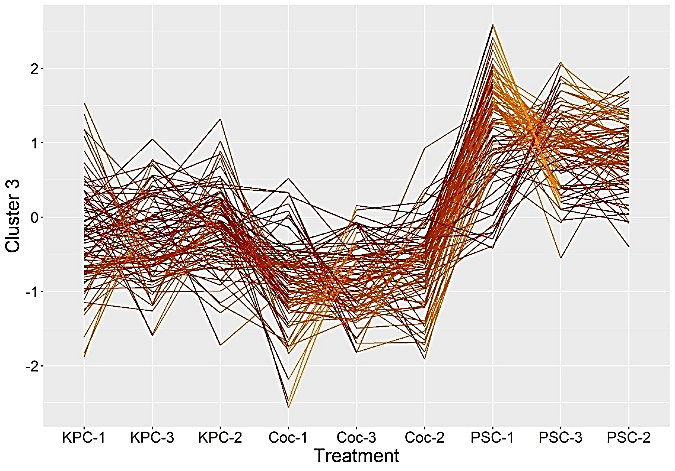 2
1
0
-1
-2
Cluster 3
KPC-1 KPC-3 KPC-2 Coc-1 Coc-3 Coc-2 PSC-1 PSC-3 PSC-2
Treatment